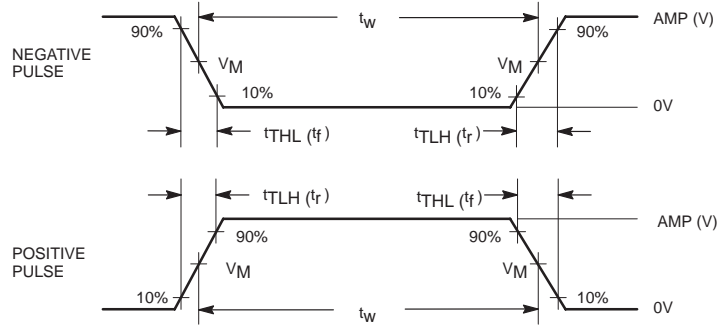 t_w AMP (V)
90% 90%
NEGATIVE
PULSE
V_M V_M
10% 10%
0V
t_THL (t_f) t_TLH (t_r)
t_TLH (t_r) t_THL (t_f)
AMP (V)
90% 90%
POSITIVE
PULSE
V_M V_M
10% 10%
t_w 0V